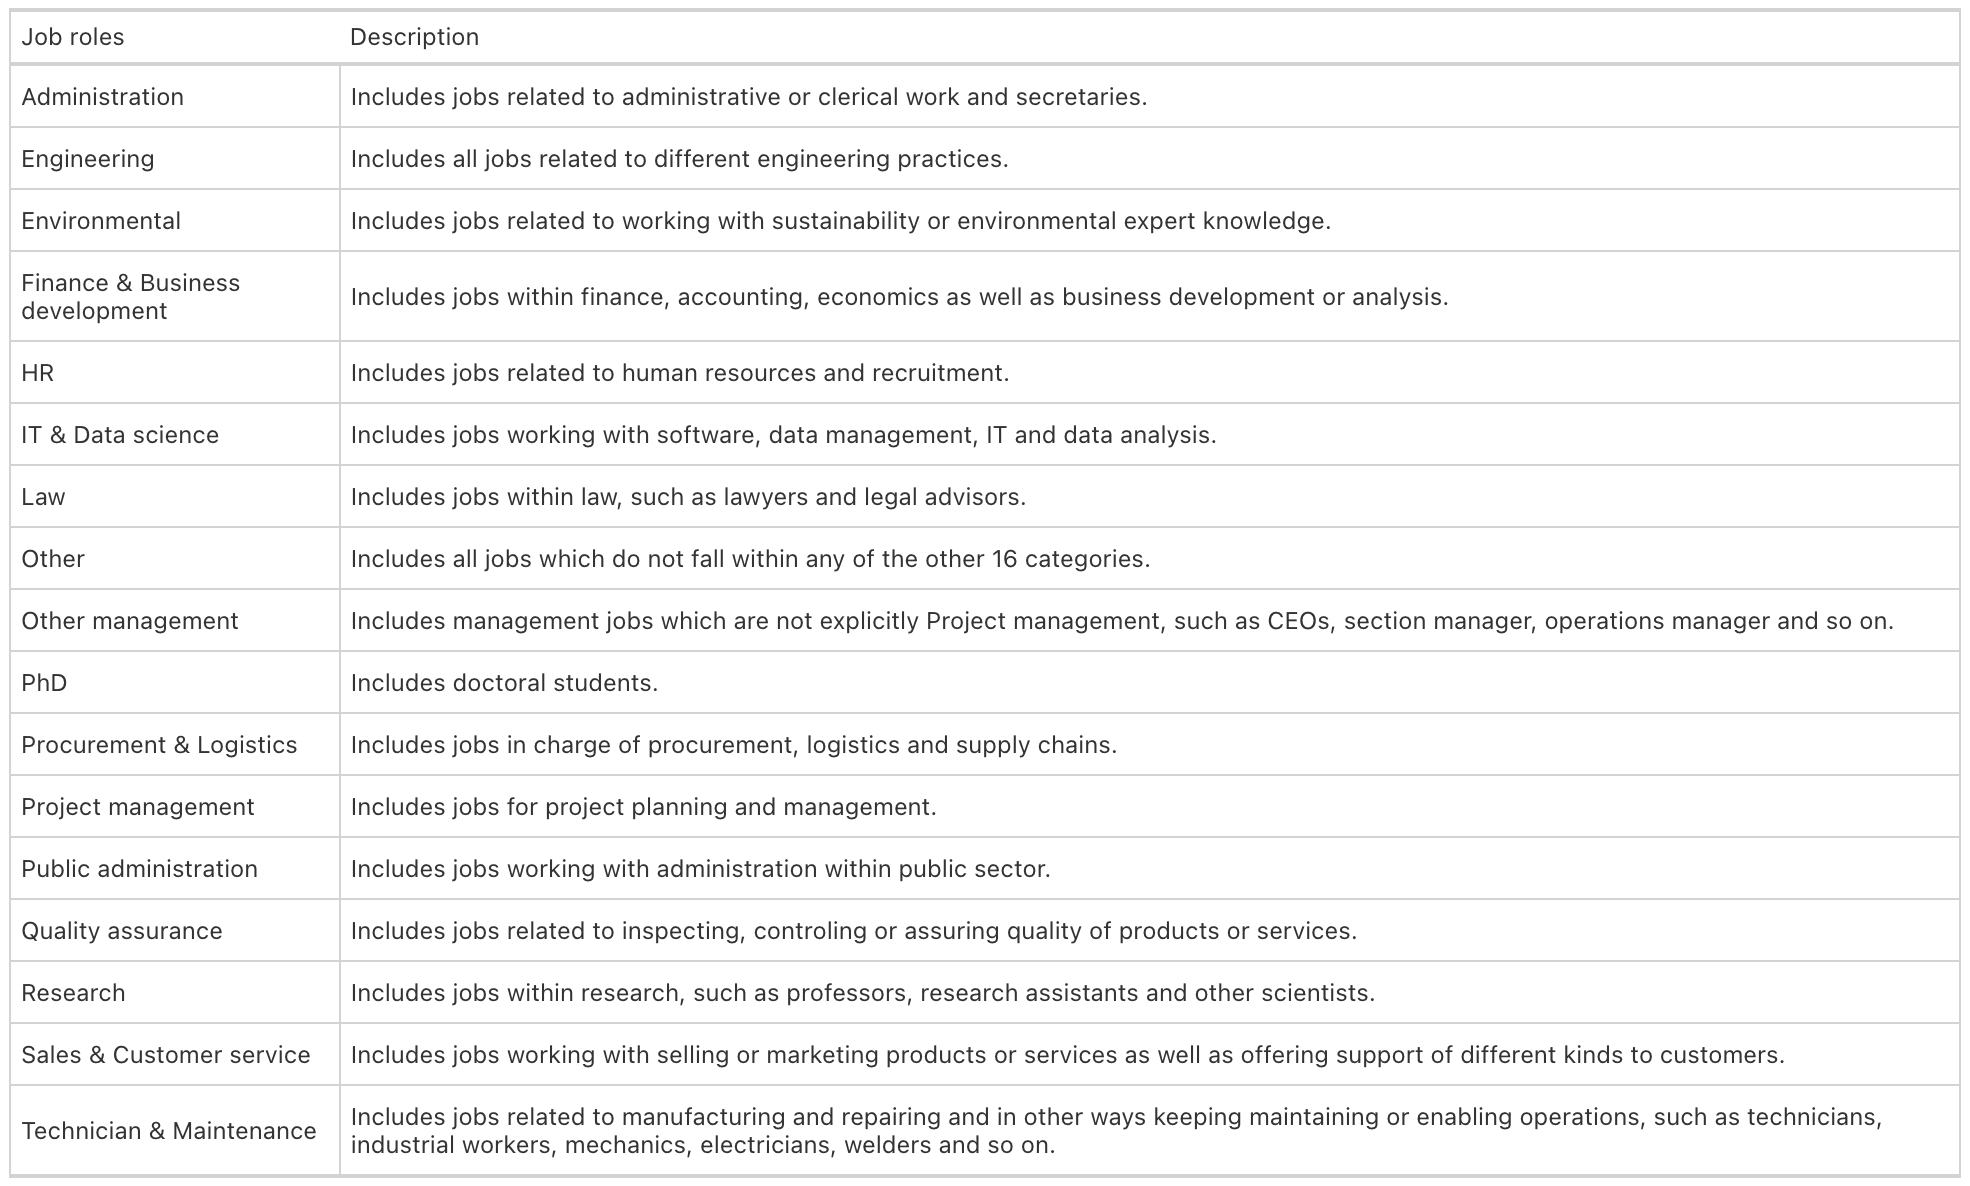 Job roles Description
Administration Includes jobs related to administrative or clerical work and secretaries.
Engineering Includes all jobs related to different engineering practices.
Environmental Includes jobs related to working with sustainability or environmental expert knowledge.
Finance & Business
development
Includes jobs within finance, accounting, economics as well as business development or analysis.
HR Includes jobs related to human resources and recruitment.
IT & Data science Includes jobs working with software, data management, IT and data analysis.
Law Includes jobs within law, such as lawyers and legal advisors.
Other Includes all jobs which do not fall within any of the other 16 categories.
Other management Includes management jobs which are not explicitly Project management, such as CEOs, section manager, operations manager and so on.
PhD Includes doctoral students.
Procurement & Logistics Includes jobs in charge of procurement, logistics and supply chains.
Project management Includes jobs for project planning and management.
Public administration Includes jobs working with administration within public sector.
Quality assurance Includes jobs related to inspecting, controling or assuring quality of products or services.
Research Includes jobs within research, such as professors, research assistants and other scientists.
Sales & Customer service Includes jobs working with selling or marketing products or services as well as offering support of different kinds to customers.
Technician & Maintenance
Includes jobs related to manufacturing and repairing and in other ways keeping maintaining or enabling operations, such as technicians,
industrial workers, mechanics, electricians, welders and so on.